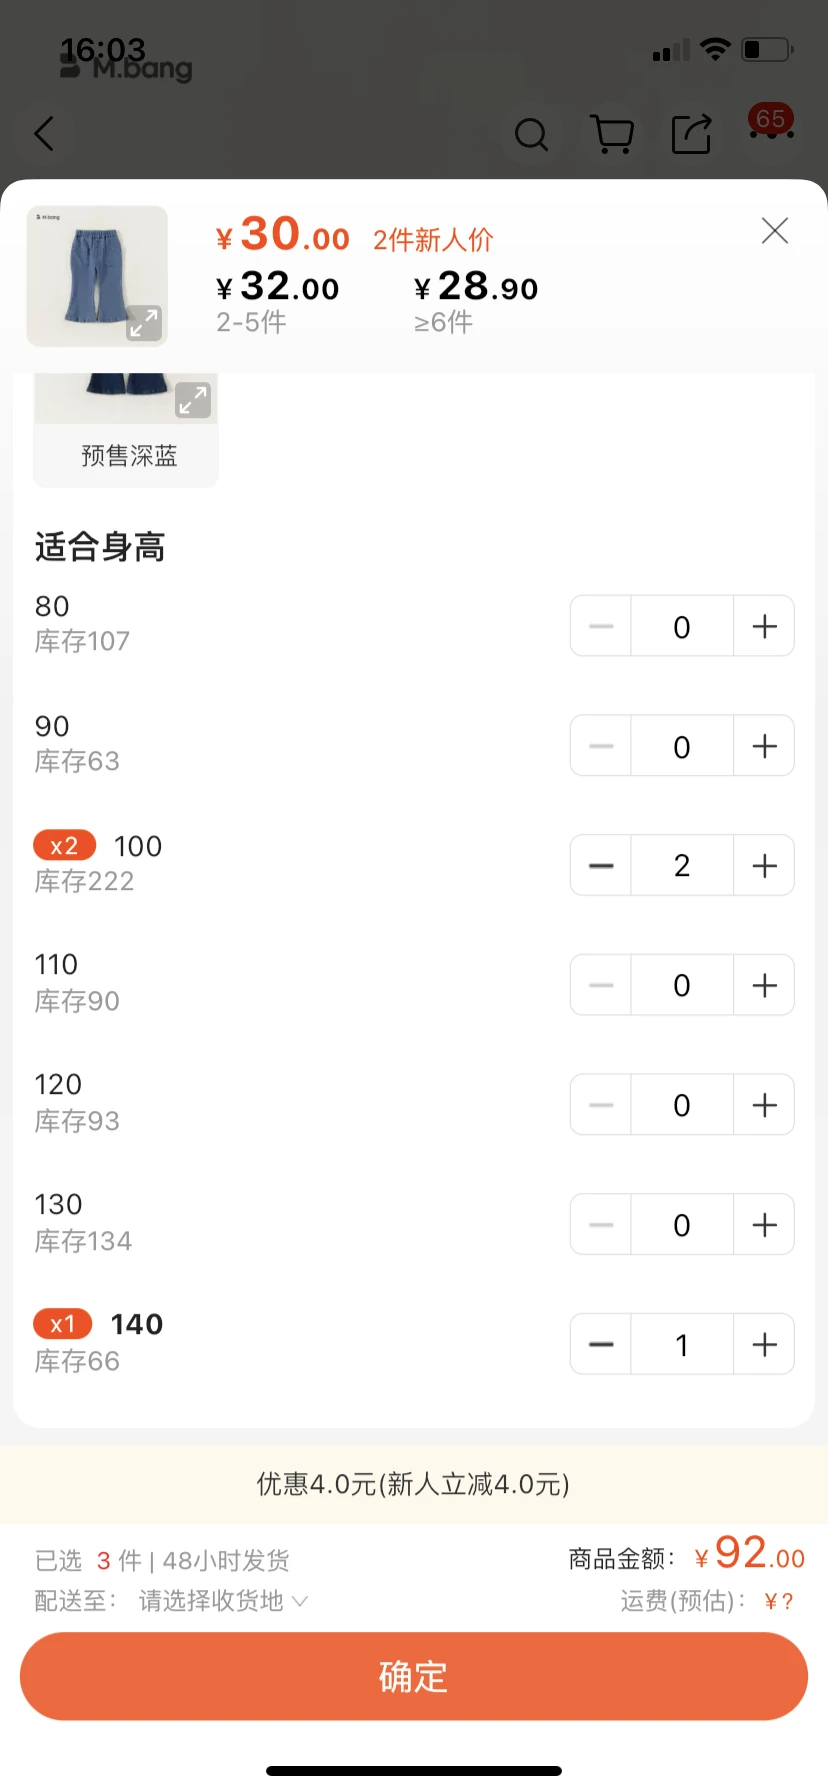 16:03
M.bang
65
M.bang
¥30.00 2件新人价
¥32.00 ¥28.90
2-5件 ≥6件
预售深蓝
适合身高
80
库存107
0
90
库存63
0
x2 100
库存222
2
110
库存90
0
120
库存93
0
130
库存134
0
x1 140
库存66
1
优惠4.0元(新人立减4.0元)
已选 3 件 | 48小时发货 商品金额：¥92.00
配送至： 请选择收货地 运费(预估)：¥?
确定